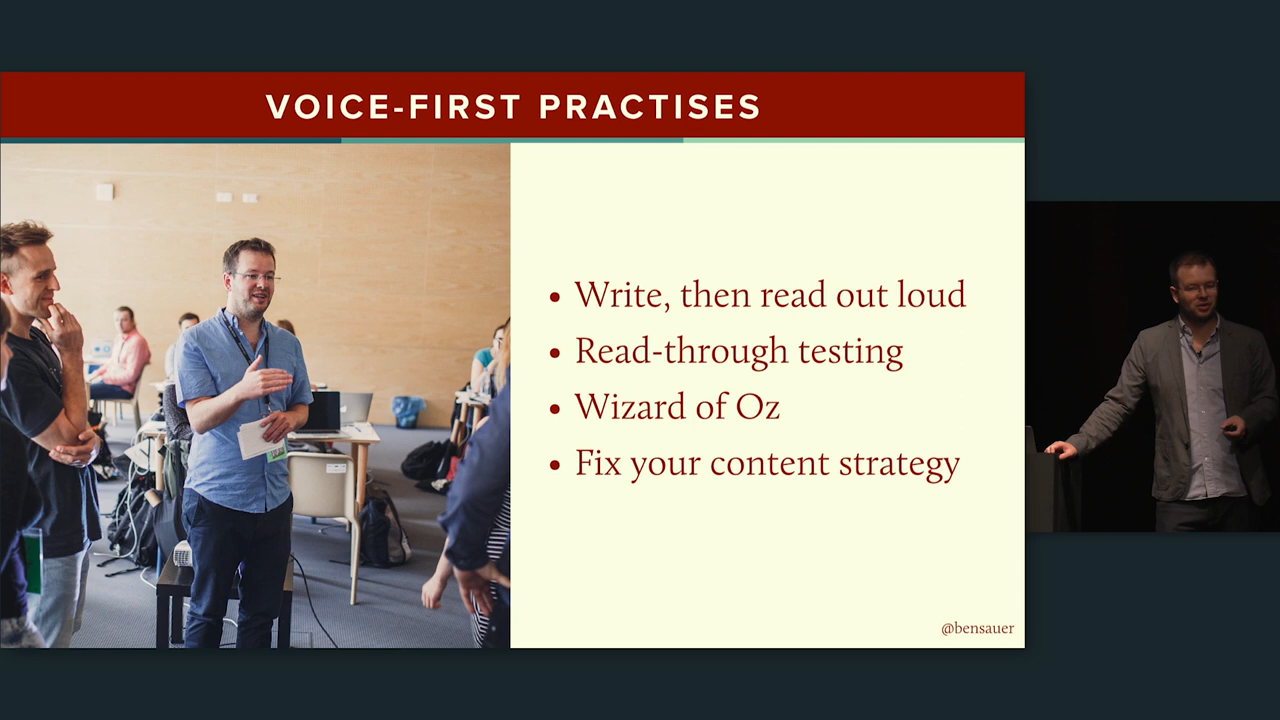 VOICE-FIRST PRACTISES
• Write, then read out loud
• Read-through testing
• Wizard of Oz
• Fix your content strategy
@bensauer